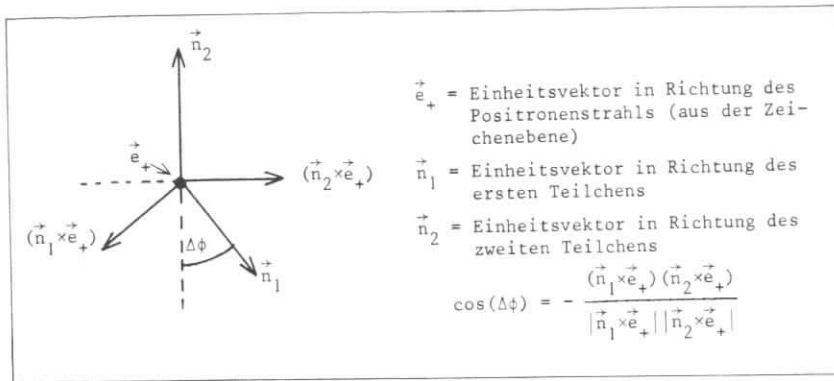 n⃗₂
e⃗₊
(n⃗₂×e⃗₊)
(n⃗₁×e⃗₊)
Δϕ
n⃗₁
e⃗₊ = Einheitsvektor in Richtung des
Positronenstrahls (aus der Zei-
chenebene)
n⃗₁ = Einheitsvektor in Richtung des
ersten Teilchens
n⃗₂ = Einheitsvektor in Richtung des
zweiten Teilchens
cos(Δϕ) = - (n⃗₁×e⃗₊)(n⃗₂×e⃗₊) / |n⃗₁×e⃗₊||n⃗₂×e⃗₊|